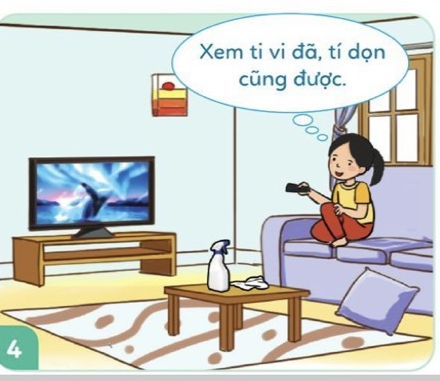 Xem ti vi đã, tí dọn
cũng được.
4